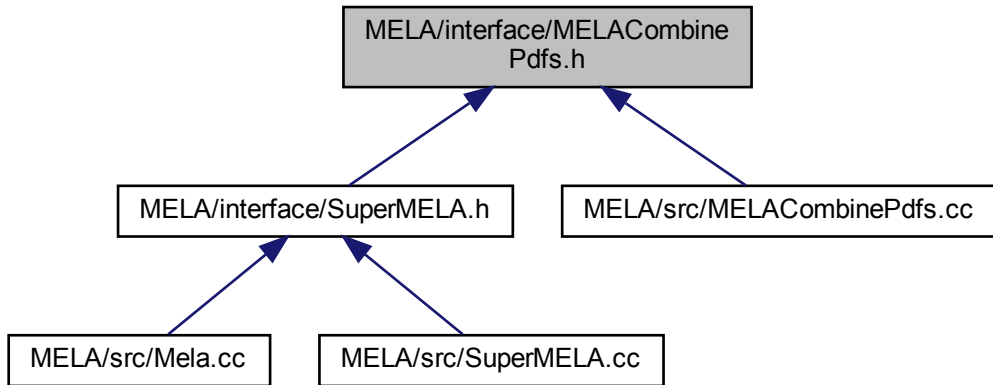 MELA/interface/MELACombine
Pdfs.h
MELA/interface/SuperMELA.h
MELA/src/MELACombinePdfs.cc
MELA/src/Mela.cc
MELA/src/SuperMELA.cc